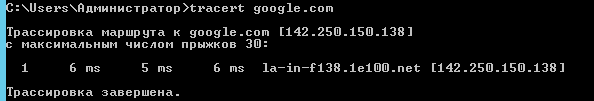 C:\Users\Администратор>tracert google.com
Трассировка маршрута к google.com [142.250.150.138]
с максимальным числом прыжков 30:
1 6 ms 5 ms 6 ms la-in-f138.1e100.net [142.250.150.138]
Трассировка завершена.